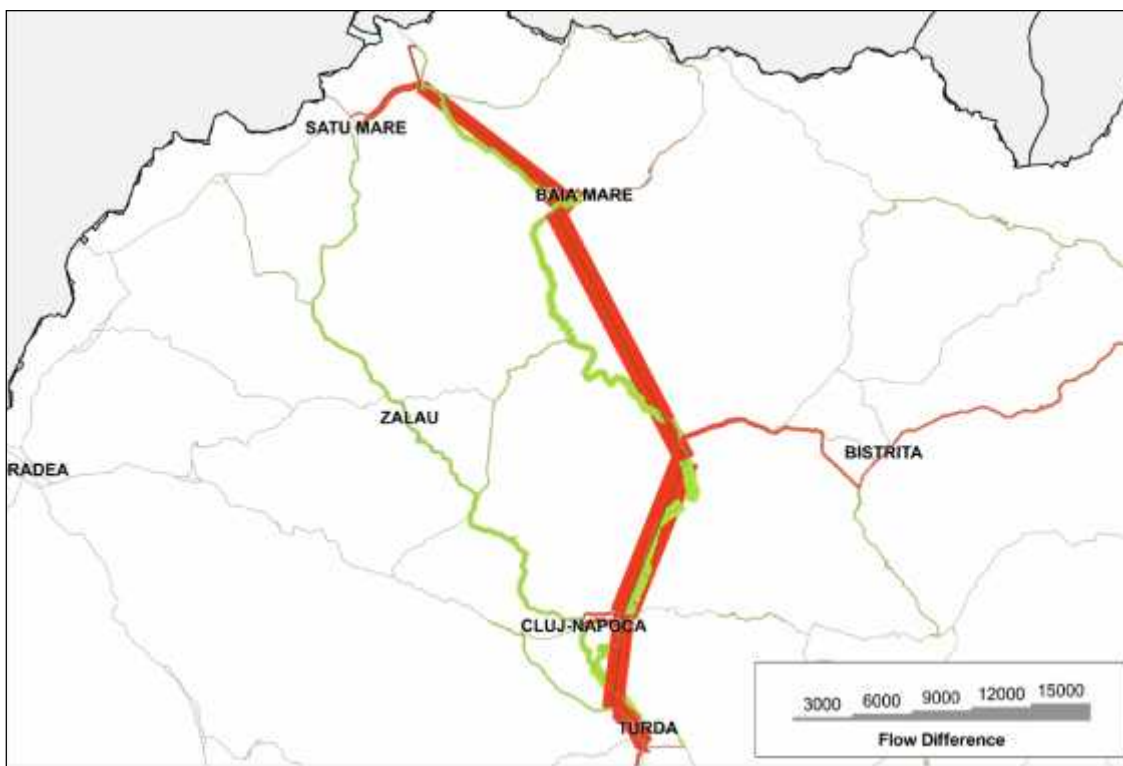 SATU MARE
BAIA MARE
ZALAU
BISTRITA
RADEA
CLUJ-NAPOCA
TURDA
3000 6000 9000 12000 15000
Flow Difference